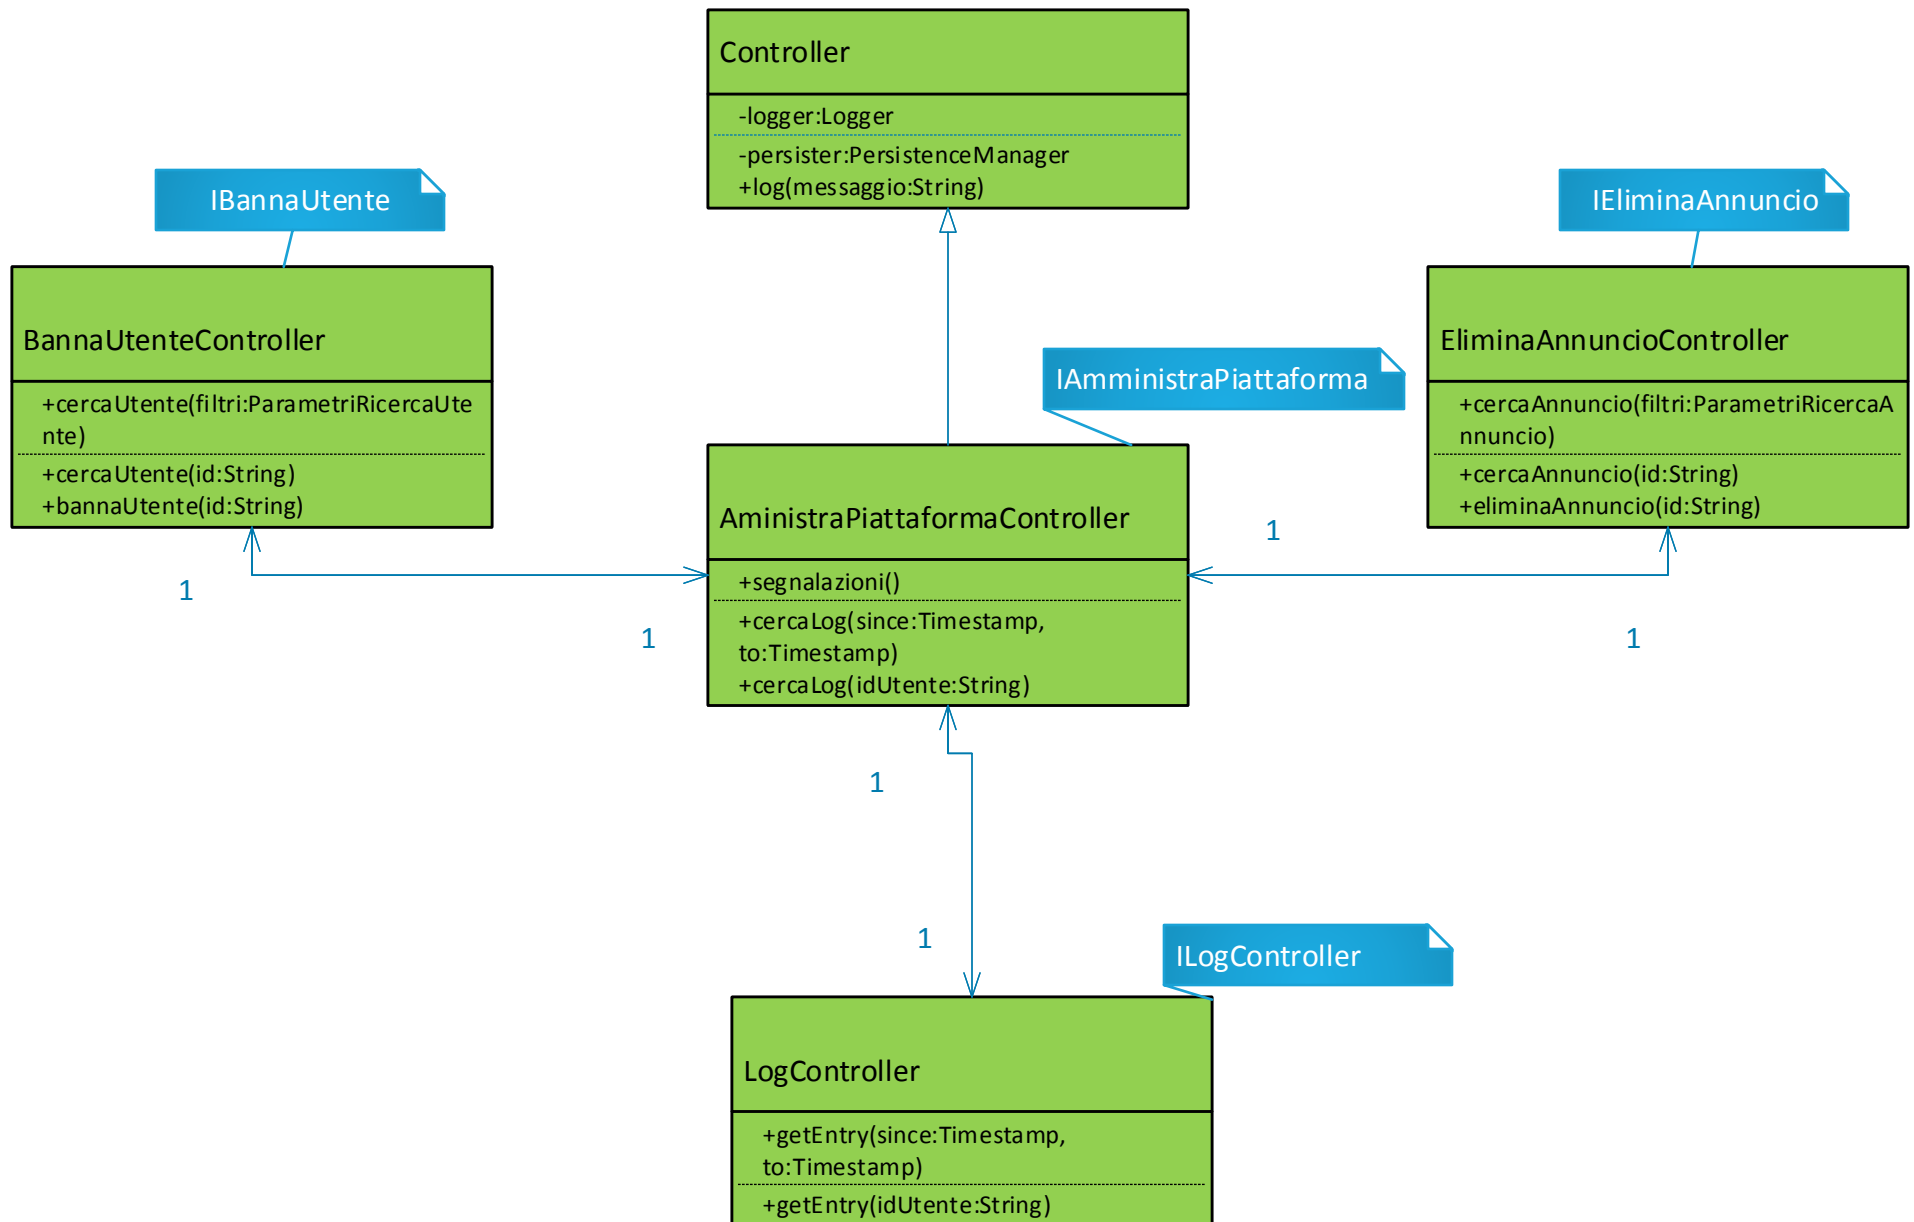 Controller
-logger:Logger
-persister:PersistenceManager
+log(messaggio:String)
IBannaUtente
IEliminaAnnuncio
BannaUtenteController
+cercaUtente(filtri:ParametriRicercaUte
nte)
+cercaUtente(id:String)
+bannaUtente(id:String)
EliminaAnnuncioController
+cercaAnnuncio(filtri:ParametriRicercaA
nnuncio)
+cercaAnnuncio(id:String)
+eliminaAnnuncio(id:String)
IAmministraPiattaforma
AministraPiattaformaController
+segnalazioni()
+cercaLog(since:Timestamp,
to:Timestamp)
+cercaLog(idUtente:String)
1
1
1
1
1
1
ILogController
LogController
+getEntry(since:Timestamp,
to:Timestamp)
+getEntry(idUtente:String)